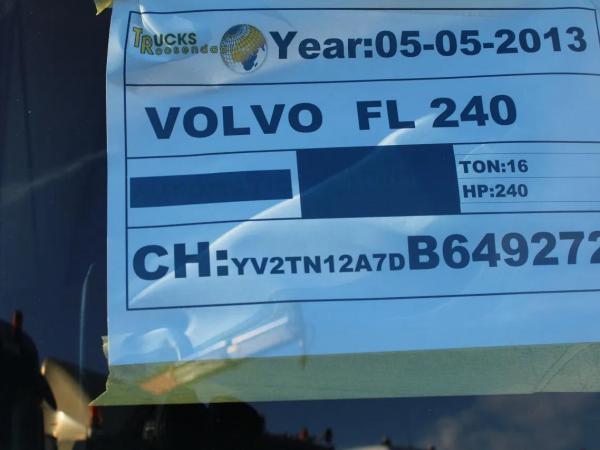 TRUCKS
Roosendaal
Year:05-05-2013
VOLVO FL 240
TON:16
HP:240
CH:YV2TN12A7DB649272